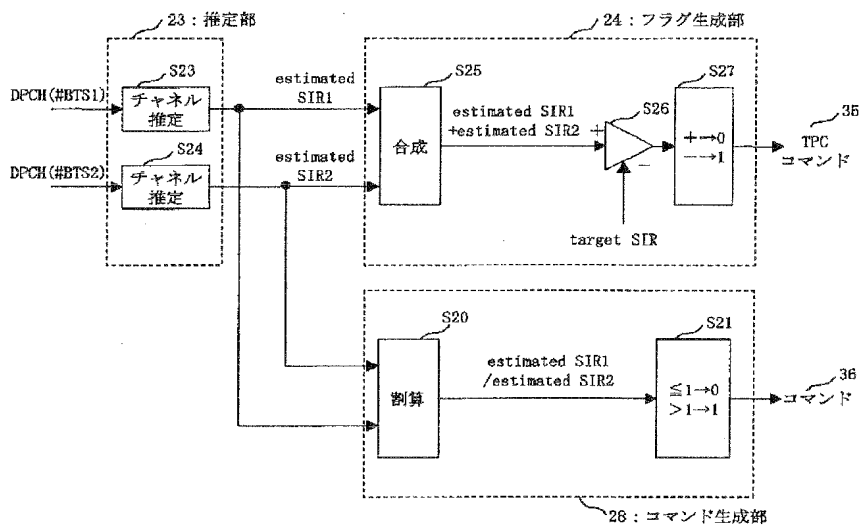 23：推定部
24：フラグ生成部
S23
DPCH(#BTS1)
チャネル
推定
estimated
SIR1
S24
DPCH(#BTS2)
チャネル
推定
estimated
SIR2
S25
合成
estimated SIR1
+estimated SIR2
+
S26
−
target SIR
S27
＋→0
−→1
35
TPC
コマンド
S20
割算
estimated SIR1
/estimated SIR2
S21
≦1→0
＞1→1
36
コマンド
28：コマンド生成部